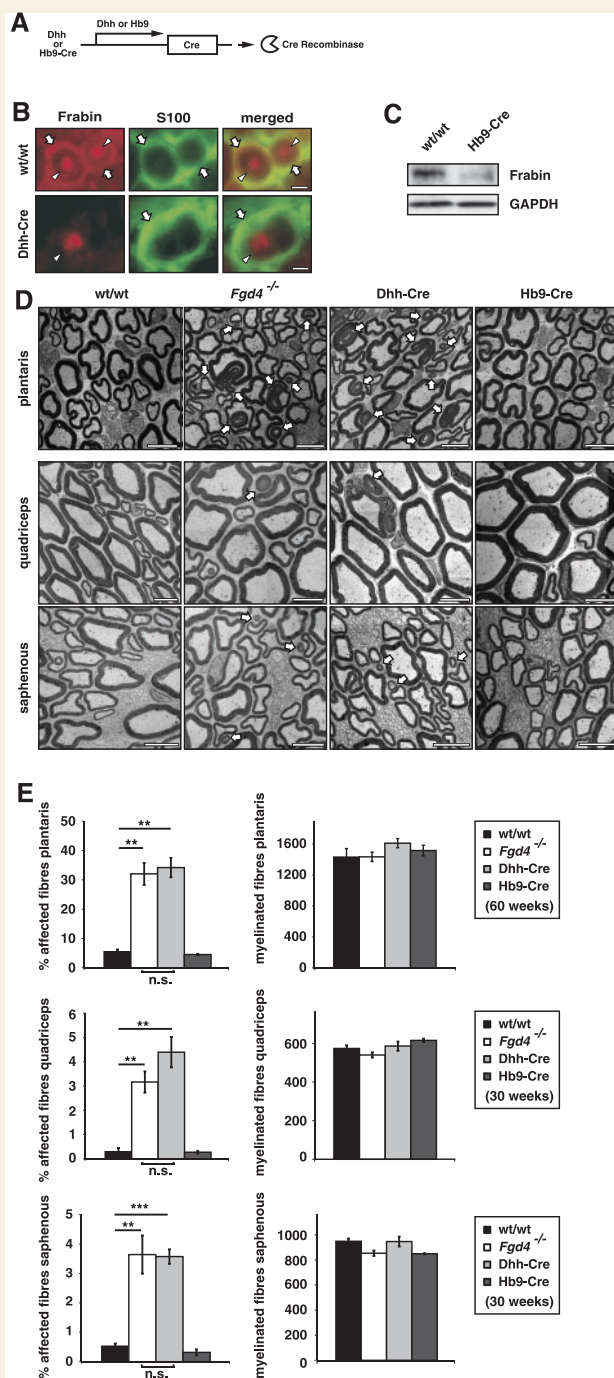 A
Dhh or Hb9
Dhh
or
Hb9-Cre
Cre
Cre Recombinase
B
Frabin S100 merged
wt/wt
Dhh-Cre
C
wt/wt Hb9-Cre
Frabin
GAPDH
D
wt/wt Fgd4 -/- Dhh-Cre Hb9-Cre
plantaris
quadriceps
saphenous
E
% affected fibres plantaris
50
40
30
20
10
0
**
**
n.s.
myelinated fibres plantaris
1600
1200
800
400
0
wt/wt
Fgd4 -/-
Dhh-Cre
Hb9-Cre
(60 weeks)
% affected fibres quadriceps
6
5
4
3
2
1
0
**
**
n.s.
myelinated fibres quadriceps
600
400
200
0
wt/wt
Fgd4 -/-
Dhh-Cre
Hb9-Cre
(30 weeks)
% affected fibres saphenous
5
4
3
2
1
0
***
**
n.s.
myelinated fibres saphenous
1000
800
600
400
200
0
wt/wt
Fgd4 -/-
Dhh-Cre
Hb9-Cre
(30 weeks)